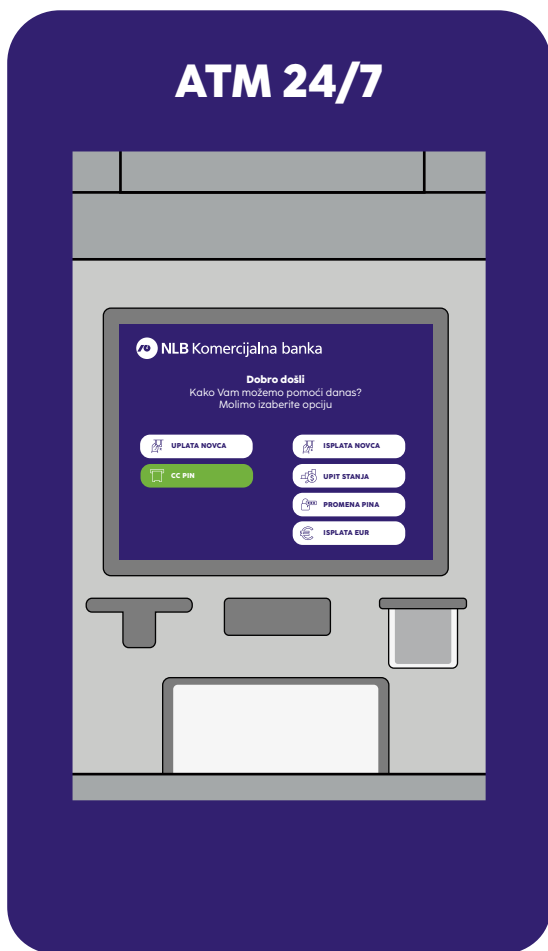 ATM 24/7
NLB Komercijalna banka
Dobro došli
Kako Vam možemo pomoći danas?
Molimo izaberite opciju
UPLATA NOVCA
CC PIN
ISPLATA NOVCA
UPIT STANJA
PROMENA PINA
ISPLATA EUR